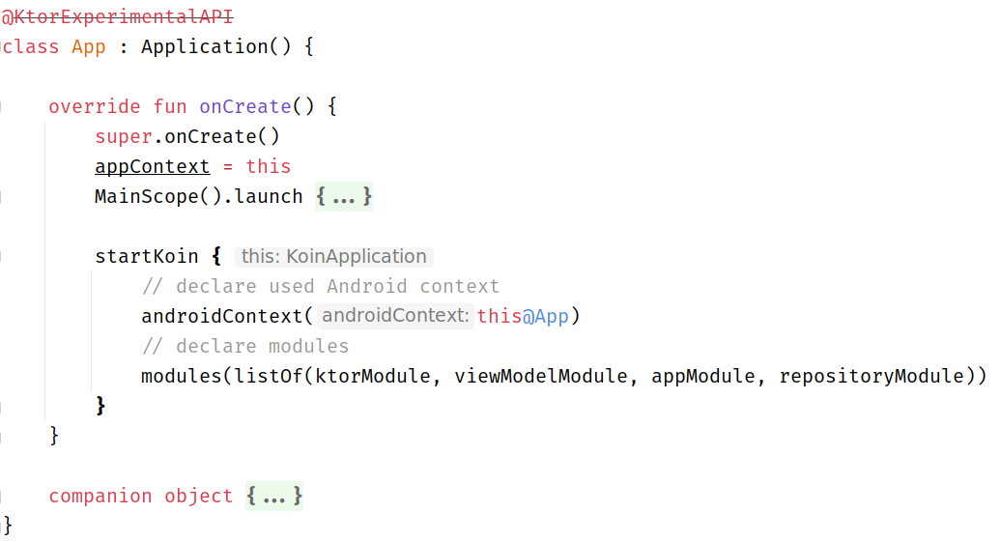 @KtorExperimentalAPI
class App : Application() {
override fun onCreate() {
super.onCreate()
appContext = this
MainScope().launch {...}
startKoin { this: KoinApplication
// declare used Android context
androidContext( androidContext: this@App)
// declare modules
modules(listOf(ktorModule, viewModelModule, appModule, repositoryModule))
}
}
companion object {...}
}